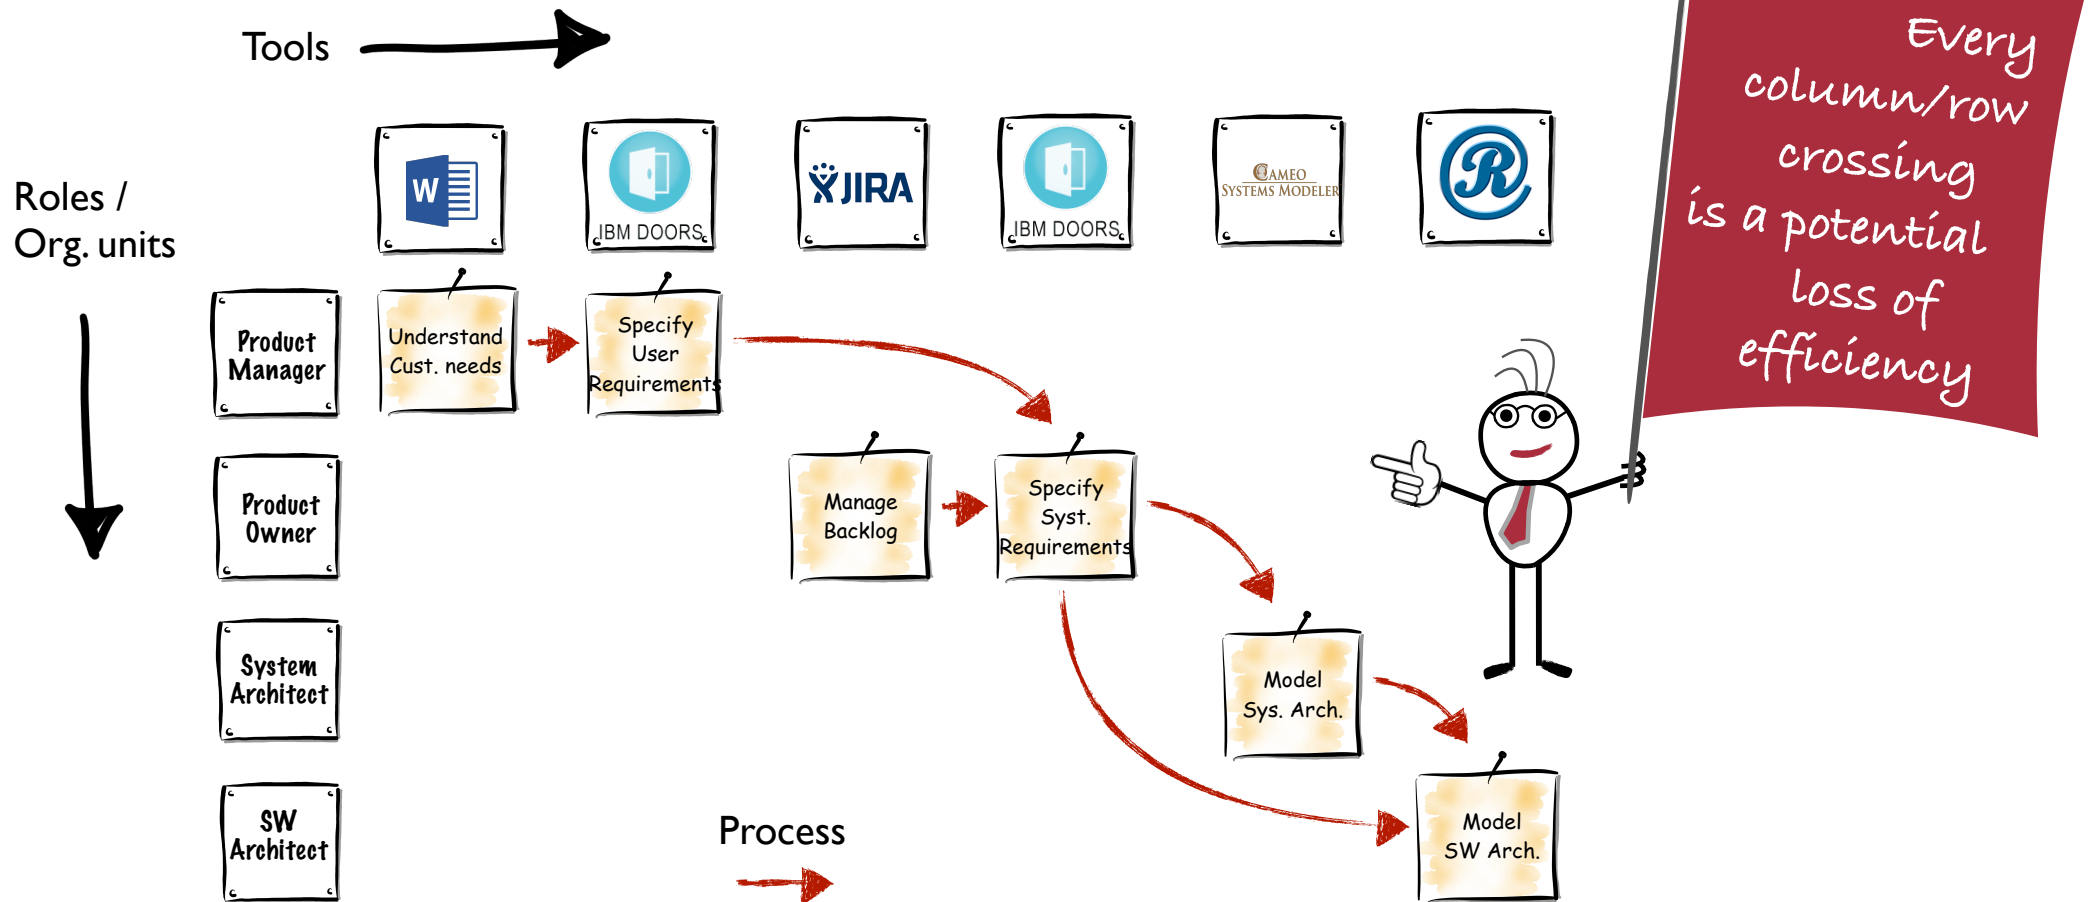 Tools
Every
column/row
crossing
is a potential
loss of
efficiency
Roles /
Org. units
W
IBM DOORS
JIRA
IBM DOORS
CAMEO
SYSTEMS MODELER
R
Product
Manager
Understand
Cust. needs
Specify
User
Requirements
Product
Owner
Manage
Backlog
Specify
Syst.
Requirements
System
Architect
Model
Sys. Arch.
SW
Architect
Process
Model
SW Arch.